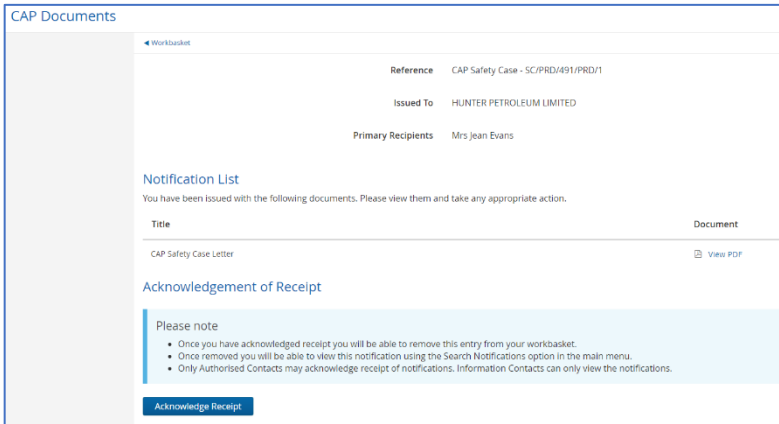 CAP Documents
Workbasket
Reference CAP Safety Case - SC/PRD/491/PRD/1
Issued To HUNTER PETROLEUM LIMITED
Primary Recipients Mrs Jean Evans
Notification List
You have been issued with the following documents. Please view them and take any appropriate action.
Title Document
CAP Safety Case Letter View PDF
Acknowledgement of Receipt
Please note
• Once you have acknowledged receipt you will be able to remove this entry from your workbasket.
• Once removed you will be able to view this notification using the Search Notifications option in the main menu.
• Only Authorised Contacts may acknowledge receipt of notifications. Information Contacts can only view the notifications.
Acknowledge Receipt